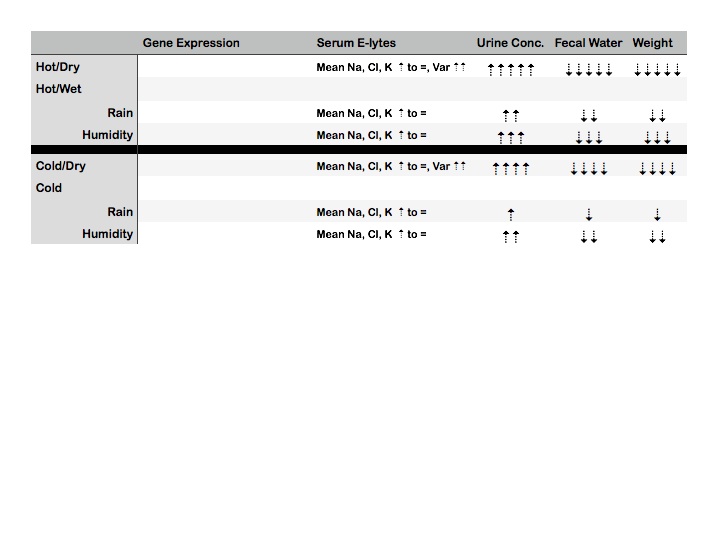 Gene Expression Serum E-lytes Urine Conc. Fecal Water Weight
Hot/Dry Mean Na, Cl, K ⇡ to =, Var ⇡⇡ ⇡⇡⇡⇡⇡ ⇣⇣⇣⇣⇣ ⇣⇣⇣⇣⇣
Hot/Wet
Rain Mean Na, Cl, K ⇡ to = ⇡⇡ ⇣⇣ ⇣⇣
Humidity Mean Na, Cl, K ⇡ to = ⇡⇡⇡ ⇣⇣⇣ ⇣⇣⇣
Cold/Dry Mean Na, Cl, K ⇡ to =, Var ⇡⇡ ⇡⇡⇡⇡ ⇣⇣⇣⇣ ⇣⇣⇣⇣
Cold
Rain Mean Na, Cl, K ⇡ to = ⇡ ⇣ ⇣
Humidity Mean Na, Cl, K ⇡ to = ⇡⇡ ⇣⇣ ⇣⇣